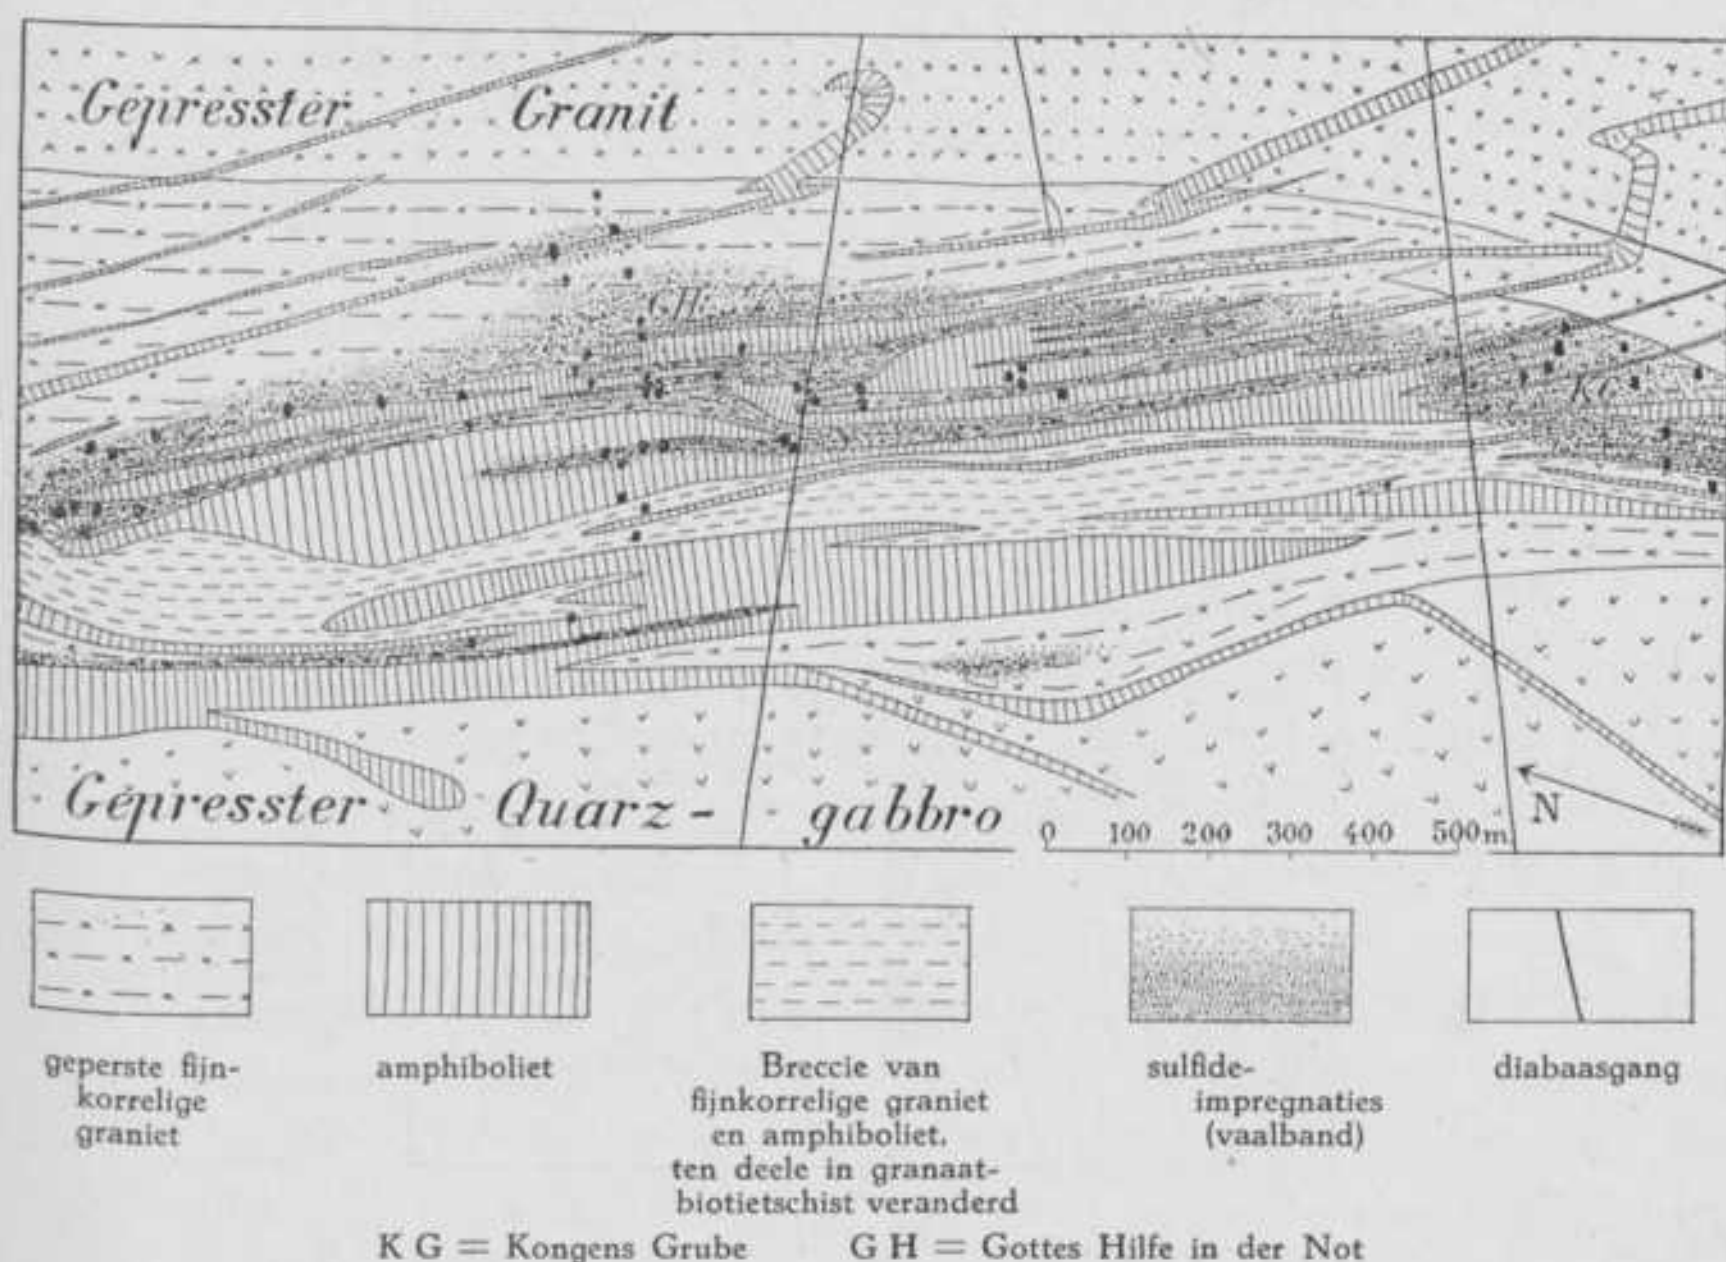 Gepresster Granit
GH.
KG
Gepresster Quarz- gabbro
N
0 100 200 300 400 500m
geperste fijn-
korrelige
graniet
amphiboliet
Breccie van
fijnkorrelige graniet
en amphiboliet.
ten deele in granaat-
biotietschist veranderd
sulfide-
impregnaties
(vaalband)
diabaasgang
K G = Kongens Grube G H = Gottes Hilfe in der Not